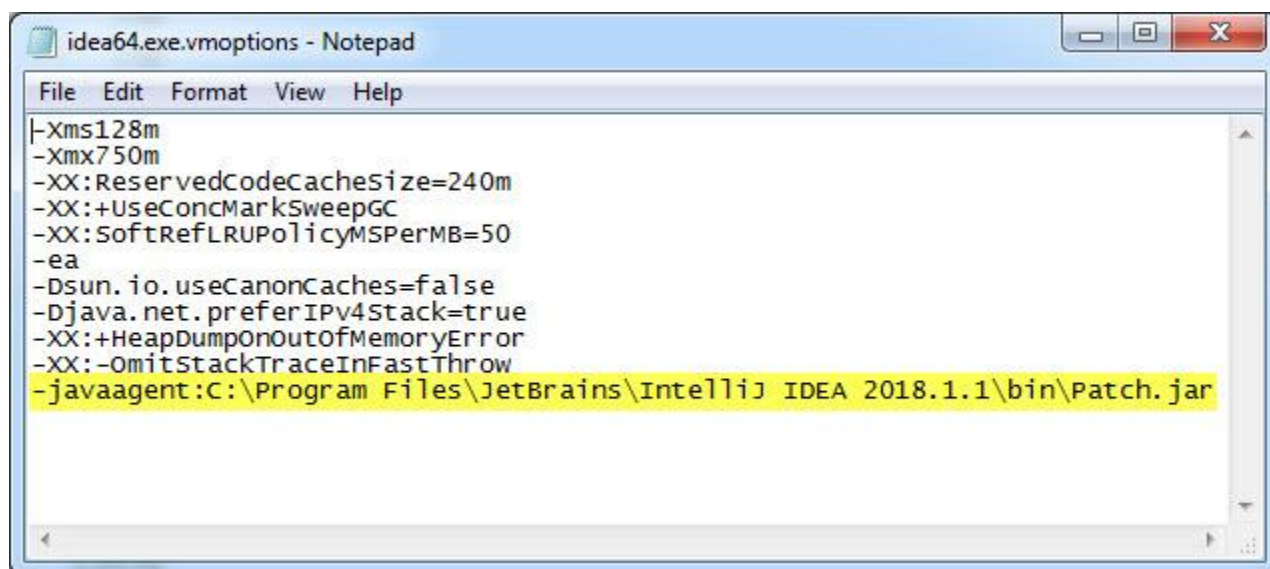 idea64.exe.vmoptions - Notepad
File Edit Format View Help
-Xms128m
-Xmx750m
-XX:ReservedCodeCacheSize=240m
-XX:+UseConcMarkSweepGC
-XX:SoftRefLRUPolicyMSPerMB=50
-ea
-Dsun.io.useCanonCaches=false
-Djava.net.preferIPv4Stack=true
-XX:+HeapDumpOnOutOfMemoryError
-XX:-OmitStackTraceInFastThrow
-javaagent:C:\Program Files\JetBrains\IntelliJ IDEA 2018.1.1\bin\Patch.jar